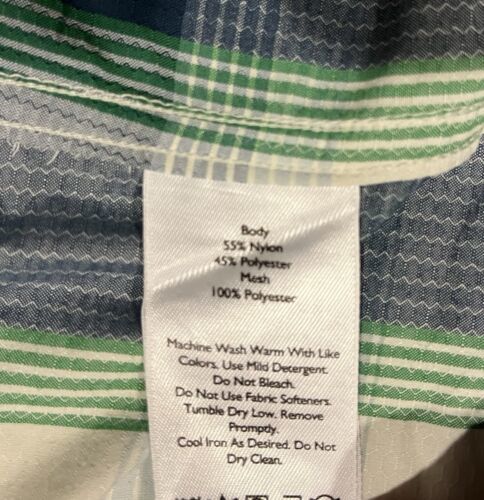 Body
55% Nylon
45% Polyester
Mesh
100% Polyester
Machine Wash Warm With Like
Colors. Use Mild Detergent.
Do Not Bleach.
Do Not Use Fabric Softeners.
Tumble Dry Low. Remove
Promptly.
Cool Iron As Desired. Do Not
Dry Clean.